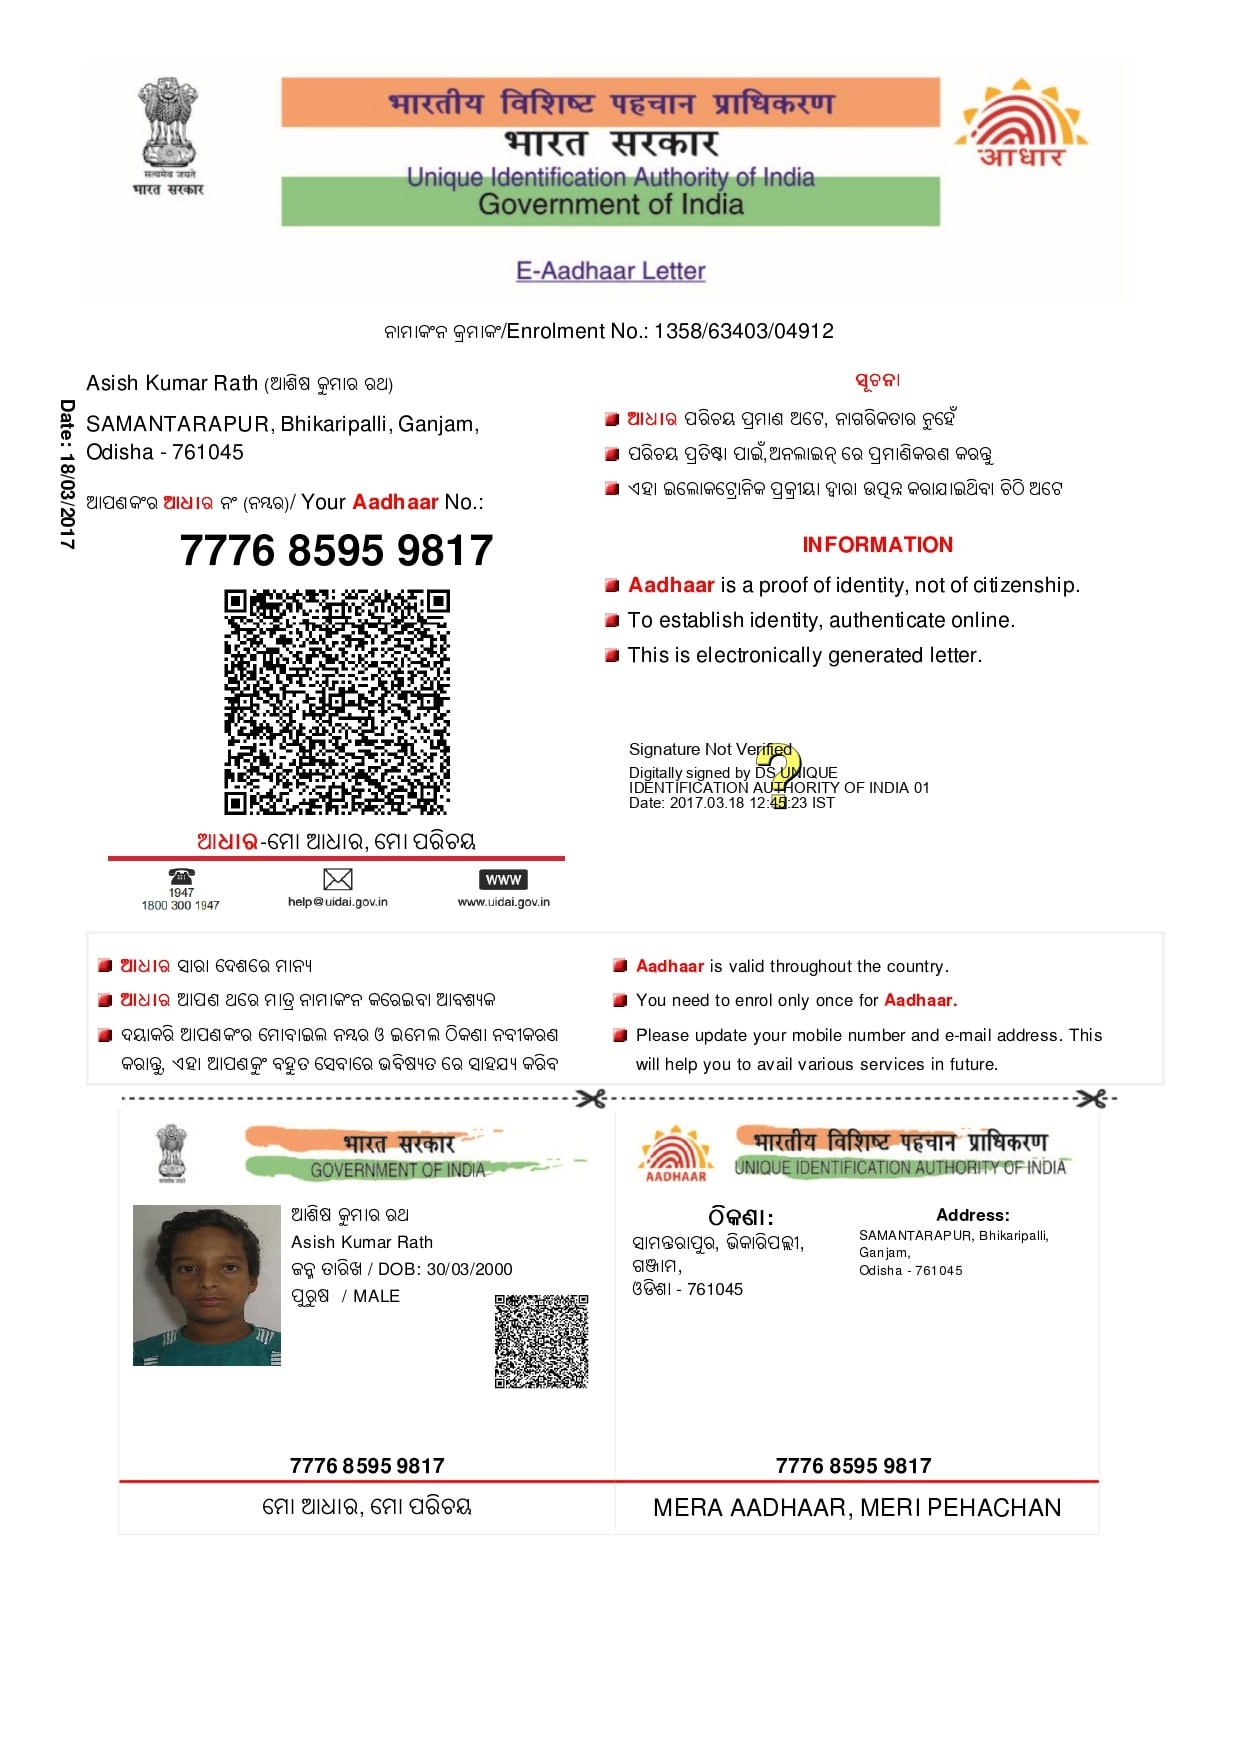 सत्यमेव जयते
भारत सरकार
भारतीय विशिष्ट पहचान प्राधिकरण
भारत सरकार
Unique Identification Authority of India
Government of India
आधार
E-Aadhaar Letter
ନାମାକଂନ କ୍ରମାକଂ/Enrolment No.: 1358/63403/04912
Date: 18/03/2017
Asish Kumar Rath (ଆଶିଷ କୁମାର ରଥ)
SAMANTARAPUR, Bhikaripalli, Ganjam,
Odisha - 761045
ଆପଣକଂର ଆଧାର ନଂ (ନମ୍ୱର)/ Your Aadhaar No.:
7776 8595 9817
ଆଧାର-ମୋ ଆଧାର, ମୋ ପରିଚୟ
1947
1800 300 1947
help@uidai.gov.in
WWW
www.uidai.gov.in
ସୂଚନା
ଆଧାର ପରିଚୟ ପ୍ରମାଣ ଅଟେ, ନାଗରିକତାର ନୁହେଁ
ପରିଚୟ ପ୍ରତିଷ୍ଠା ପାଇଁ,ଅନଲାଇନ୍ ରେ ପ୍ରମାଣିକରଣ କରନ୍ତୁ
ଏହା ଇଲୋକଟ୍ରୋନିକ ପ୍ରକ୍ରୀୟା ଦ୍ୱାରା ଉତ୍ପନ୍ନ କରାଯାଇଥିବା ଚିଠି ଅଟେ
INFORMATION
Aadhaar is a proof of identity, not of citizenship.
To establish identity, authenticate online.
This is electronically generated letter.
Signature Not Verified
Digitally signed by DS UNIQUE
IDENTIFICATION AUTHORITY OF INDIA 01
Date: 2017.03.18 12:45:23 IST
ଆଧାର ସାରା ଦେଶରେ ମାନ୍ୟ
ଆଧାର ଆପଣ ଥରେ ମାତ୍ର ନାମାକଂନ କରେଇବା ଆବଶ୍ୟକ
ଦୟାକରି ଆପଣକଂର ମୋବାଇଲ ନମ୍ୱର ଓ ଇମେଲ ଠିକଣା ନବୀକରଣ
କରାନ୍ତୁ, ଏହା ଆପଣଙ୍କୁ ବହୁତ ସେବାରେ ଭବିଷ୍ୟତ ରେ ସାହଯ୍ୟ କରିବ
Aadhaar is valid throughout the country.
You need to enrol only once for Aadhaar.
Please update your mobile number and e-mail address. This
will help you to avail various services in future.
भारत सरकार
GOVERNMENT OF INDIA
ଆଶିଷ କୁମାର ରଥ
Asish Kumar Rath
ଜନ୍ମ ତାରିଖ / DOB: 30/03/2000
ପୁରୁଷ / MALE
7776 8595 9817
ମୋ ଆଧାର, ମୋ ପରିଚୟ
AADHAAR
भारतीय विशिष्ट पहचान प्राधिकरण
UNIQUE IDENTIFICATION AUTHORITY OF INDIA
ଠିକଣା:
ସାମନ୍ତରାପୁର, ଭିକାରିପଲ୍ଲୀ,
ଗଞ୍ଜାମ,
ଓଡିଶା - 761045
Address:
SAMANTARAPUR, Bhikaripalli,
Ganjam,
Odisha - 761045
7776 8595 9817
MERA AADHAAR, MERI PEHACHAN